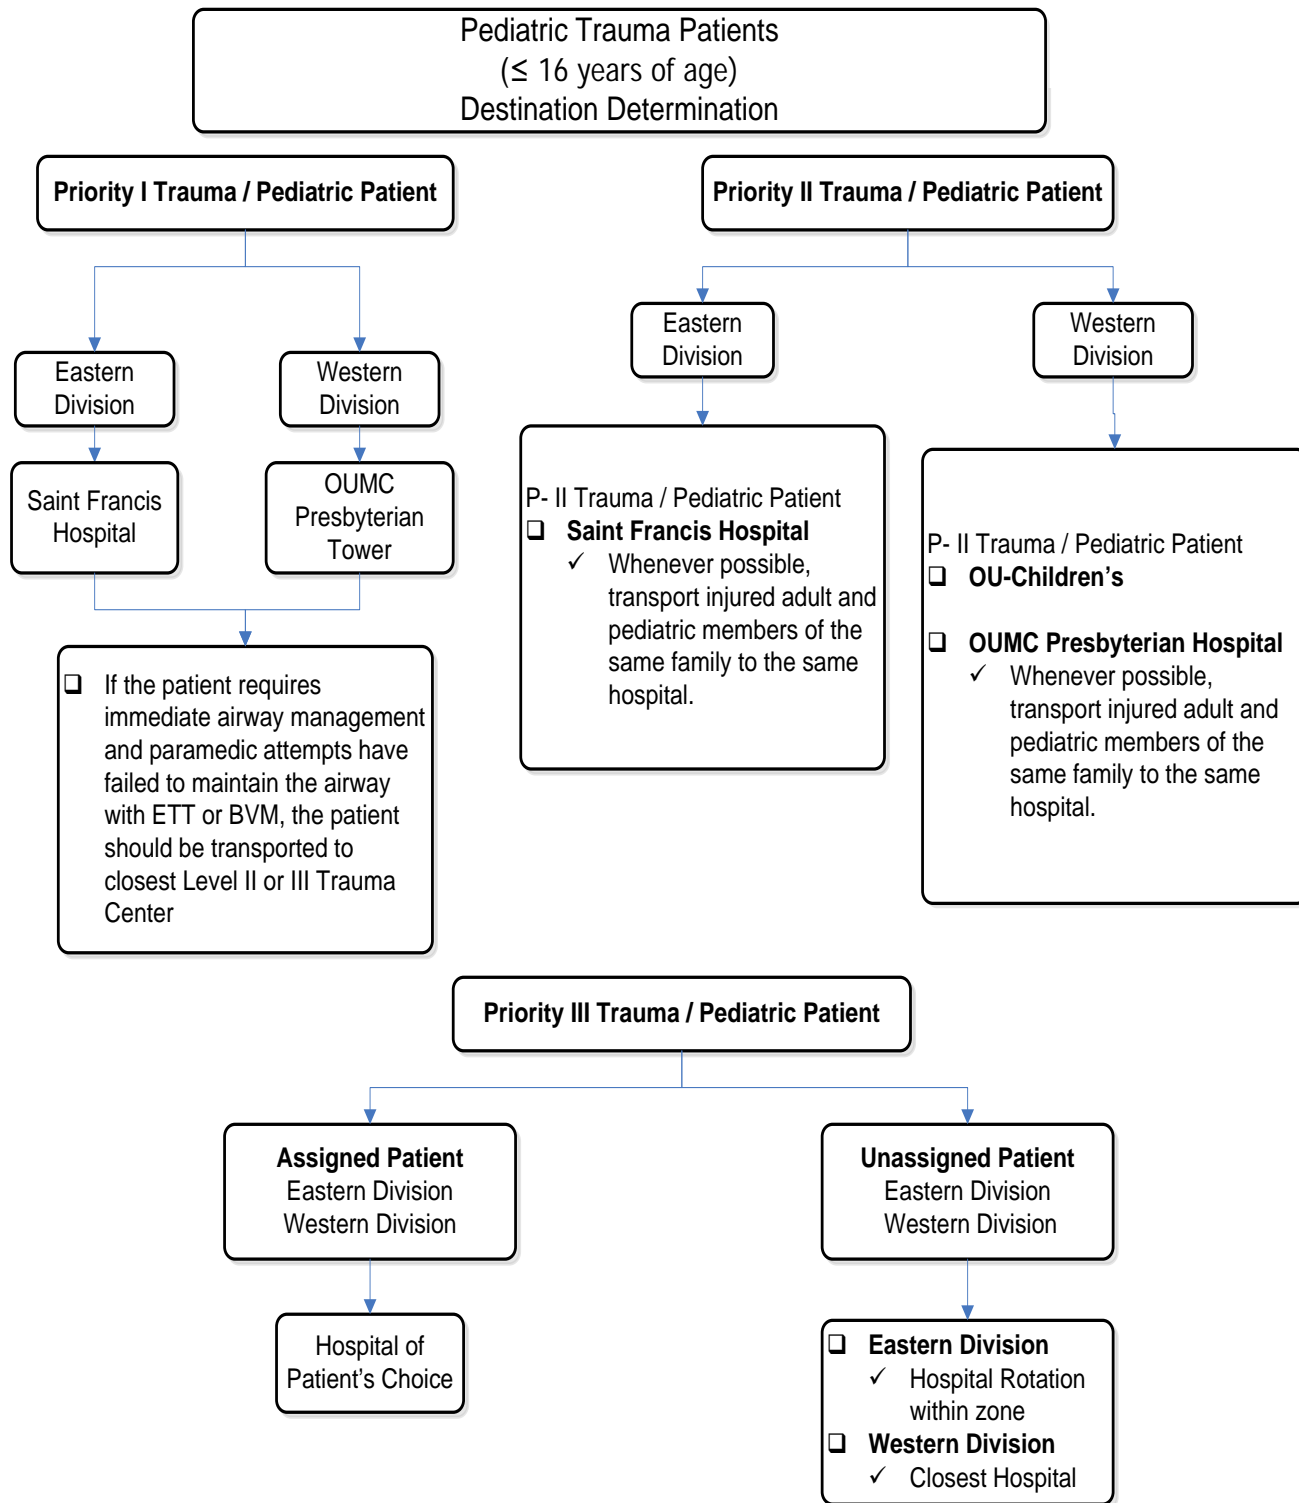 Pediatric Trauma Patients
(≤ 16 years of age)
Destination Determination
Priority I Trauma / Pediatric Patient
Priority II Trauma / Pediatric Patient
Eastern
Division
Western
Division
Saint Francis
Hospital
OUMC
Presbyterian
Tower
❑ If the patient requires
immediate airway management
and paramedic attempts have
failed to maintain the airway
with ETT or BVM, the patient
should be transported to
closest Level II or III Trauma
Center
Eastern
Division
Western
Division
P- II Trauma / Pediatric Patient
❑ Saint Francis Hospital
✓ Whenever possible,
transport injured adult and
pediatric members of the
same family to the same
hospital.
P- II Trauma / Pediatric Patient
❑ OU-Children’s
❑ OUMC Presbyterian Hospital
✓ Whenever possible,
transport injured adult and
pediatric members of the
same family to the same
hospital.
Priority III Trauma / Pediatric Patient
Assigned Patient
Eastern Division
Western Division
Hospital of
Patient’s Choice
Unassigned Patient
Eastern Division
Western Division
❑ Eastern Division
✓ Hospital Rotation
within zone
❑ Western Division
✓ Closest Hospital